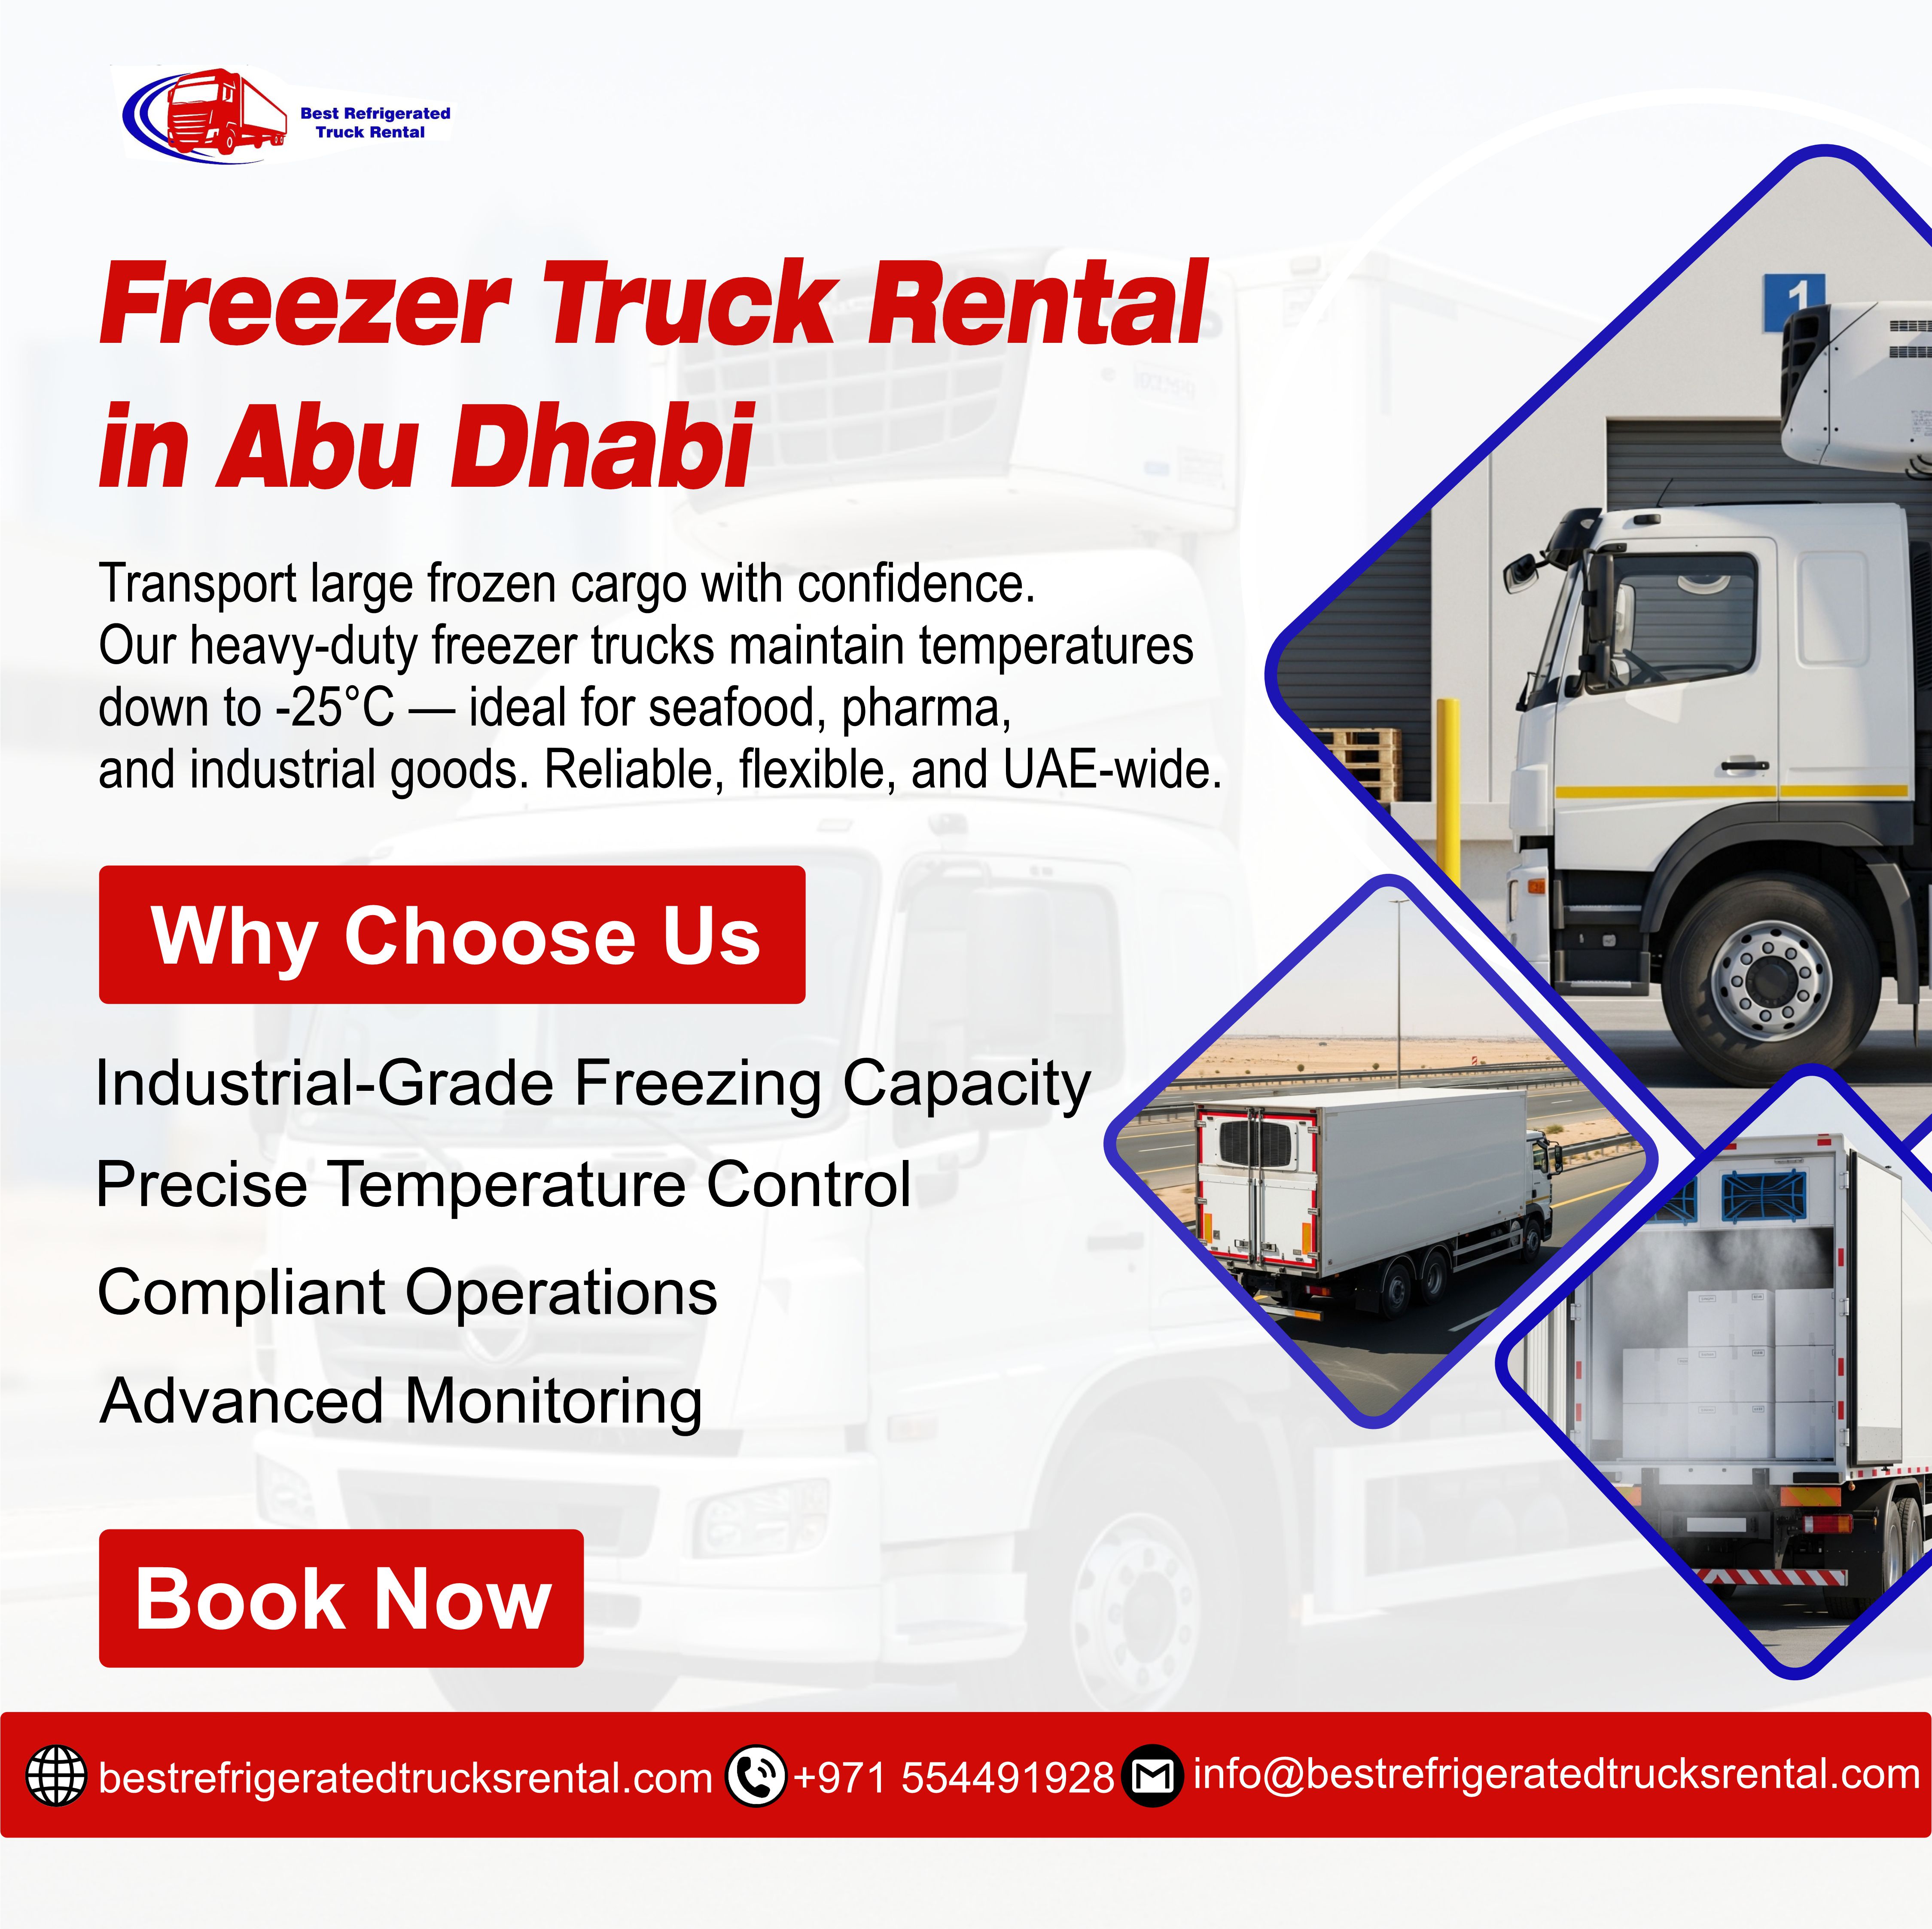 Best Refrigerated
Truck Rental
Freezer Truck Rental
in Abu Dhabi
Transport large frozen cargo with confidence.
Our heavy-duty freezer trucks maintain temperatures
down to -25°C — ideal for seafood, pharma,
and industrial goods. Reliable, flexible, and UAE-wide.
1
Why Choose Us
Industrial-Grade Freezing Capacity
Precise Temperature Control
Compliant Operations
Advanced Monitoring
Book Now
bestrefrigeratedtrucksrental.com
+971 554491928
info@bestrefrigeratedtrucksrental.com